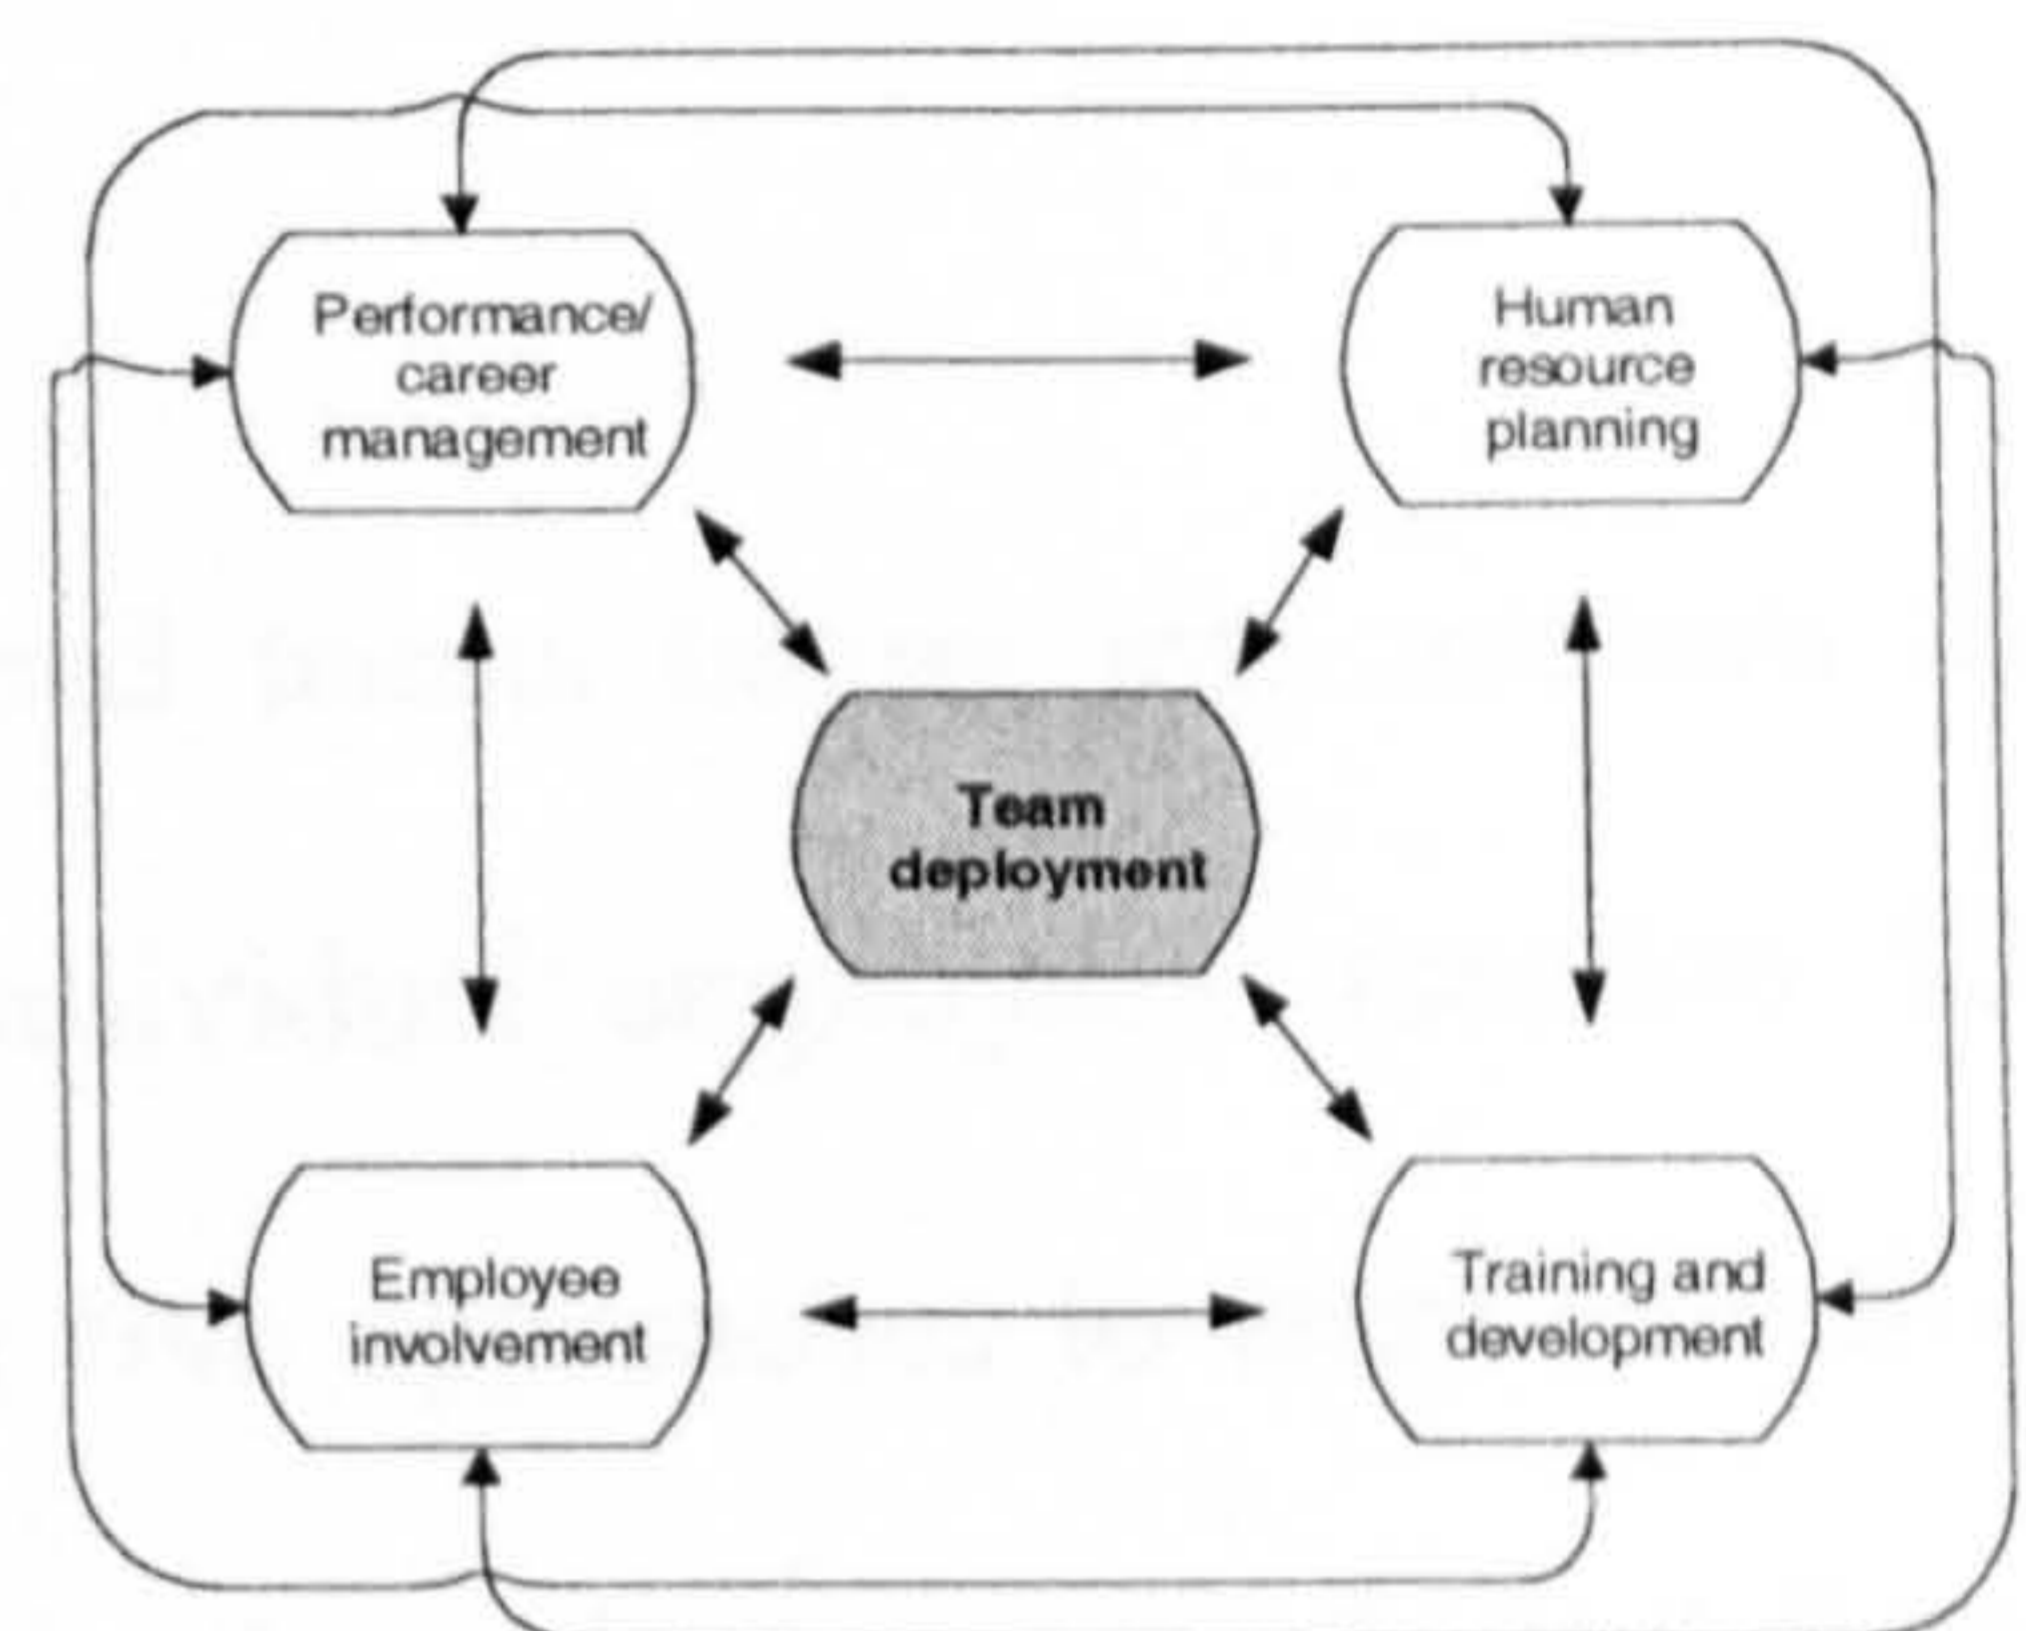 Performance/
career
management
Human
resource
planning
Team
deployment
Employee
involvement
Training and
development